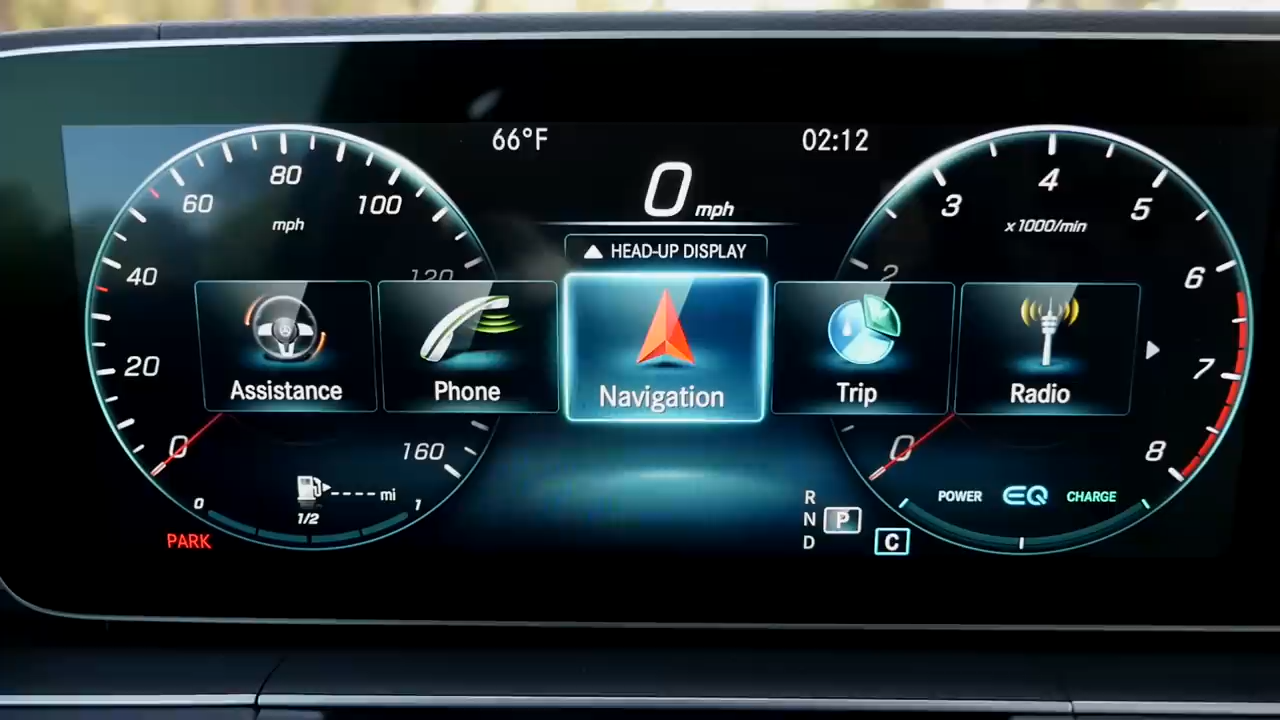 66°F
02:12
0 mph
HEAD-UP DISPLAY
0
20
40
60
80
100
120
160
mph
0
2
3
4
5
6
7
8
x1000/min
Assistance
Phone
Navigation
Trip
Radio
0
1/2
1
---- mi
PARK
R
N
D
P
C
POWER
EQ
CHARGE